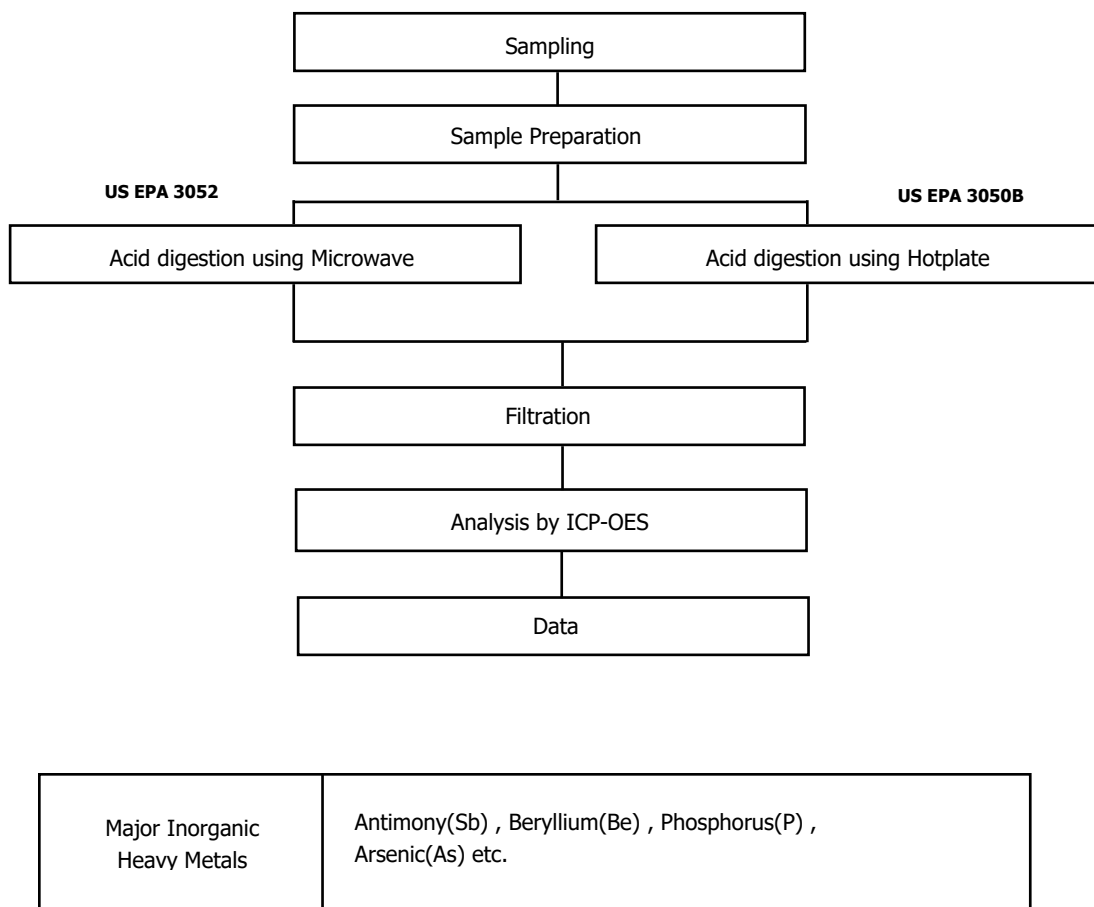 Sampling
Sample Preparation
US EPA 3052
US EPA 3050B
Acid digestion using Microwave
Acid digestion using Hotplate
Filtration
Analysis by ICP-OES
Data
Major Inorganic
Heavy Metals
Antimony(Sb) , Beryllium(Be) , Phosphorus(P) ,
Arsenic(As) etc.